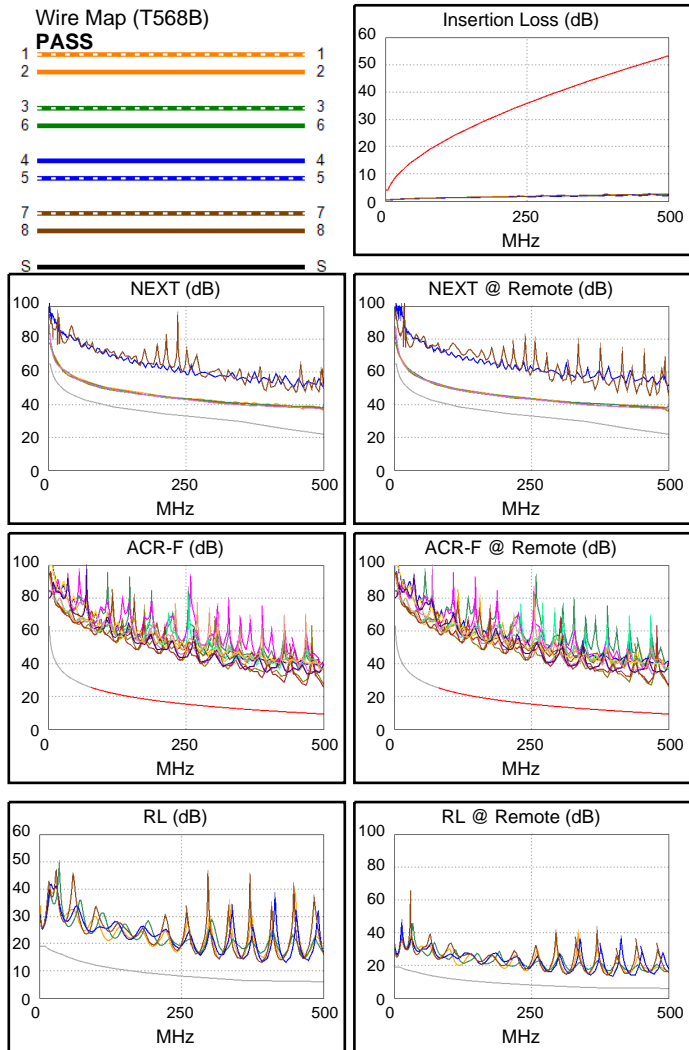 Wire Map (T568B)
PASS
1 1
2 2
3 3
6 6
4 4
5 5
7 7
8 8
S S
Insertion Loss (dB)
60
50
40
30
20
10
0
0 250 500
MHz
NEXT (dB)
100
80
60
40
20
0
0 250 500
MHz
NEXT @ Remote (dB)
100
80
60
40
20
0
0 250 500
MHz
ACR-F (dB)
100
80
60
40
20
0
0 250 500
MHz
ACR-F @ Remote (dB)
100
80
60
40
20
0
0 250 500
MHz
RL (dB)
60
50
40
30
20
10
0
0 250 500
MHz
RL @ Remote (dB)
100
80
60
40
20
0
0 250 500
MHz